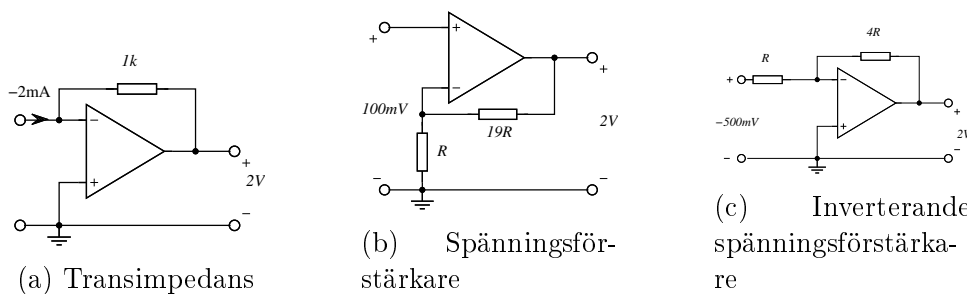 1k
−2mA
−
+
+
2V
−
(a) Transimpedans
+
+
−
+
100mV
19R
2V
R
−
−
(b) Spänningsför-
stärkare
R
4R
+
−
+
+
−500mV
2V
−
−
(c) Inverterande
spänningsförstärka-
re